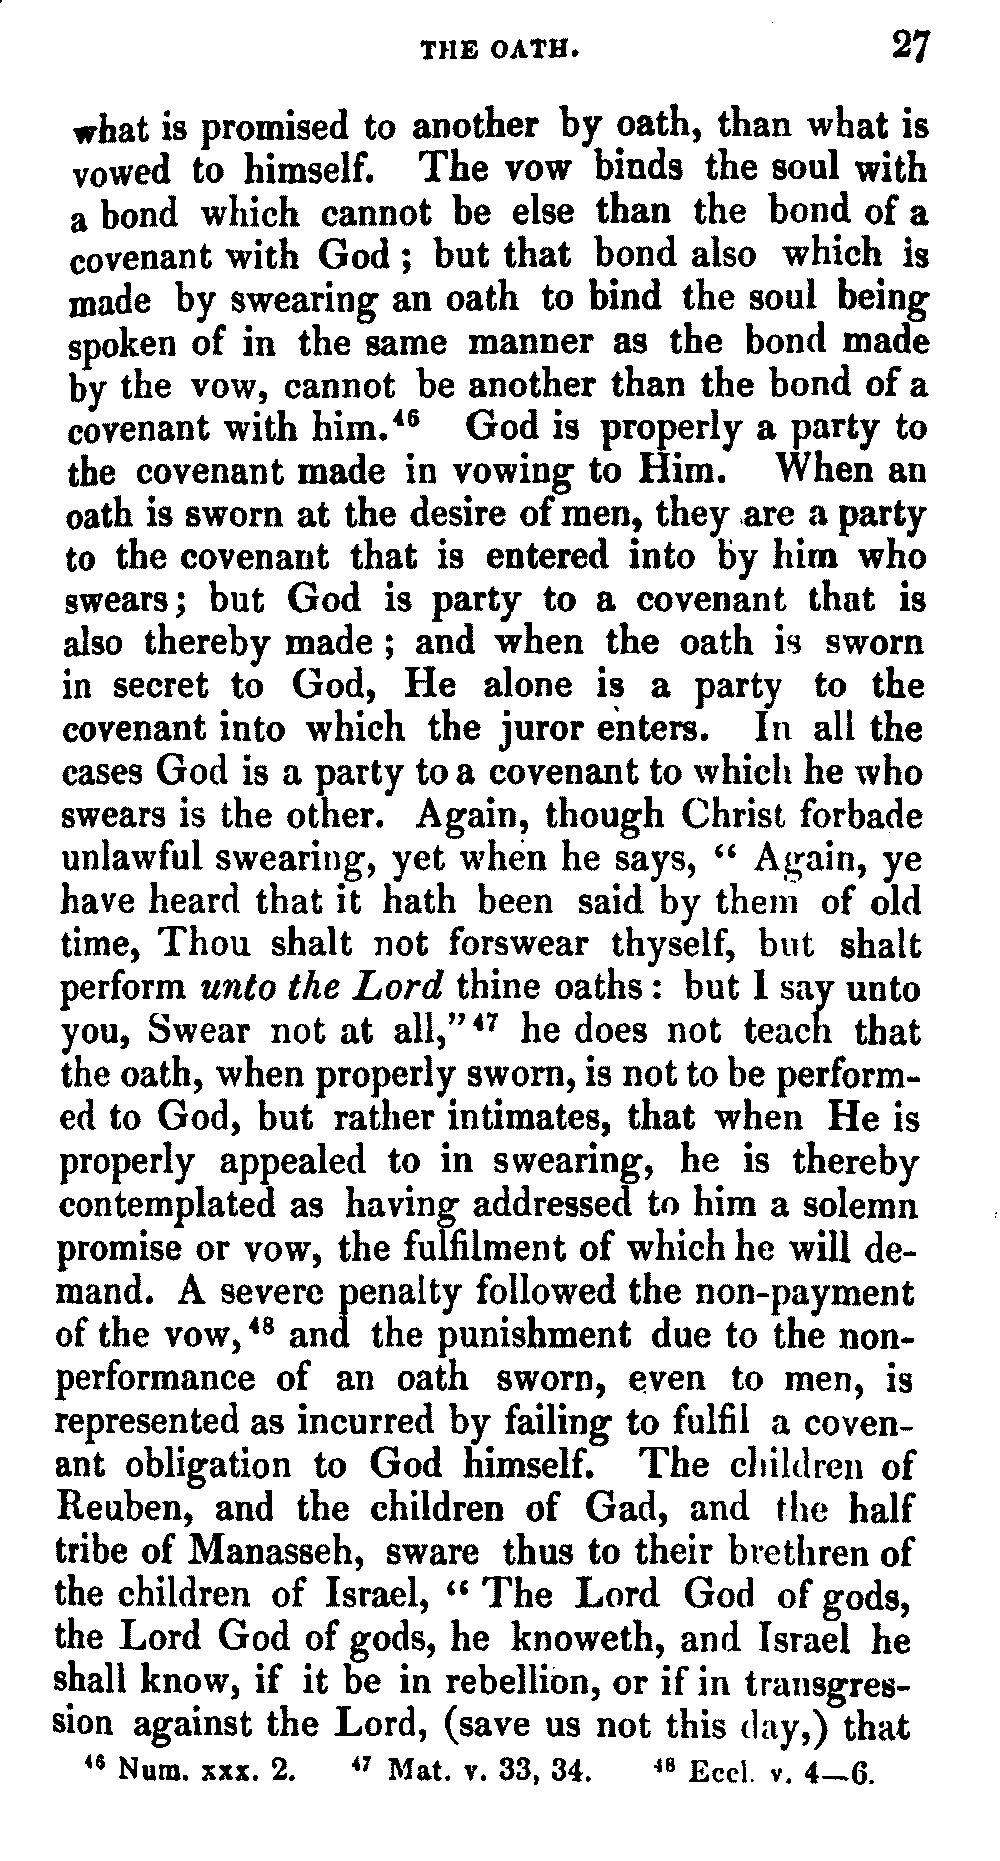 THE OATH. 27
what is promised to another by oath, than what is
vowed to himself. The vow binds the soul with
a bond which cannot be else than the bond of a
covenant with God; but that bond also which is
made by swearing an oath to bind the soul being
spoken of in the same manner as the bond made
by the vow, cannot be another than the bond of a
covenant with him.⁴⁶ God is properly a party to
the covenant made in vowing to Him. When an
oath is sworn at the desire of men, they are a party
to the covenant that is entered into by him who
swears; but God is party to a covenant that is
also thereby made; and when the oath is sworn
in secret to God, He alone is a party to the
covenant into which the juror enters. In all the
cases God is a party to a covenant to which he who
swears is the other. Again, though Christ forbade
unlawful swearing, yet when he says, “ Again, ye
have heard that it hath been said by them of old
time, Thou shalt not forswear thyself, but shalt
perform unto the Lord thine oaths: but I say unto
you, Swear not at all,”⁴⁷ he does not teach that
the oath, when properly sworn, is not to be perform-
ed to God, but rather intimates, that when He is
properly appealed to in swearing, he is thereby
contemplated as having addressed to him a solemn
promise or vow, the fulfilment of which he will de-
mand. A severe penalty followed the non-payment
of the vow,⁴⁸ and the punishment due to the non-
performance of an oath sworn, even to men, is
represented as incurred by failing to fulfil a coven-
ant obligation to God himself. The children of
Reuben, and the children of Gad, and the half
tribe of Manasseh, sware thus to their brethren of
the children of Israel, “ The Lord God of gods,
the Lord God of gods, he knoweth, and Israel he
shall know, if it be in rebellion, or if in transgres-
sion against the Lord, (save us not this day,) that
⁴⁶ Num. xxx. 2. ⁴⁷ Mat. v. 33, 34. ⁴⁸ Eccl. v. 4—6.